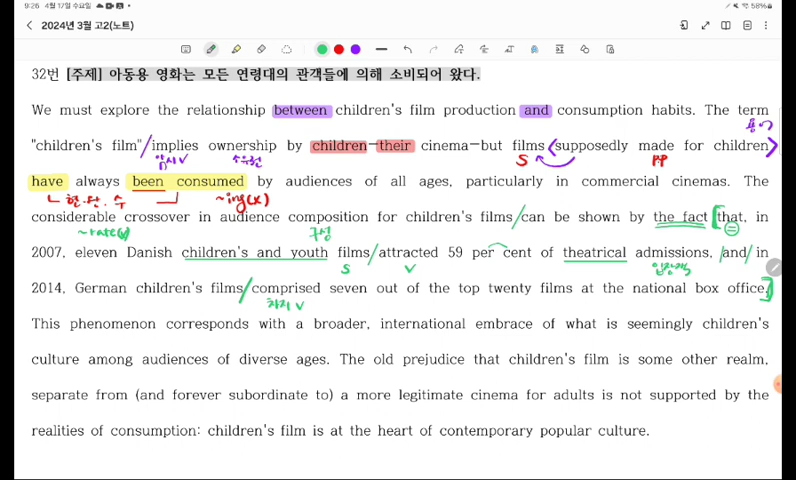 9:26 4월 17일 수요일
58%
2024년 3월 고2(노트)
32번 [주제] 아동용 영화는 모든 연령대의 관객들에 의해 소비되어 왔다.
We must explore the relationship between children's film production and consumption habits. The term
용어
"children's film"/implies ownership by children—their cinema—but films <supposedly made for children>
암시 v 소유권 S PP
have always been consumed by audiences of all ages, particularly in commercial cinemas. The
현.완.수 ~ing(x)
considerable crossover in audience composition for children's films/can be shown by the fact [that, in
~rate(x) 구성 =
2007, eleven Danish children's and youth films/attracted 59 per cent of theatrical admissions, /and/ in
S v 입장객
2014, German children's films/comprised seven out of the top twenty films at the national box office.]
차지 v
This phenomenon corresponds with a broader, international embrace of what is seemingly children's
culture among audiences of diverse ages. The old prejudice that children's film is some other realm,
separate from (and forever subordinate to) a more legitimate cinema for adults is not supported by the
realities of consumption: children's film is at the heart of contemporary popular culture.